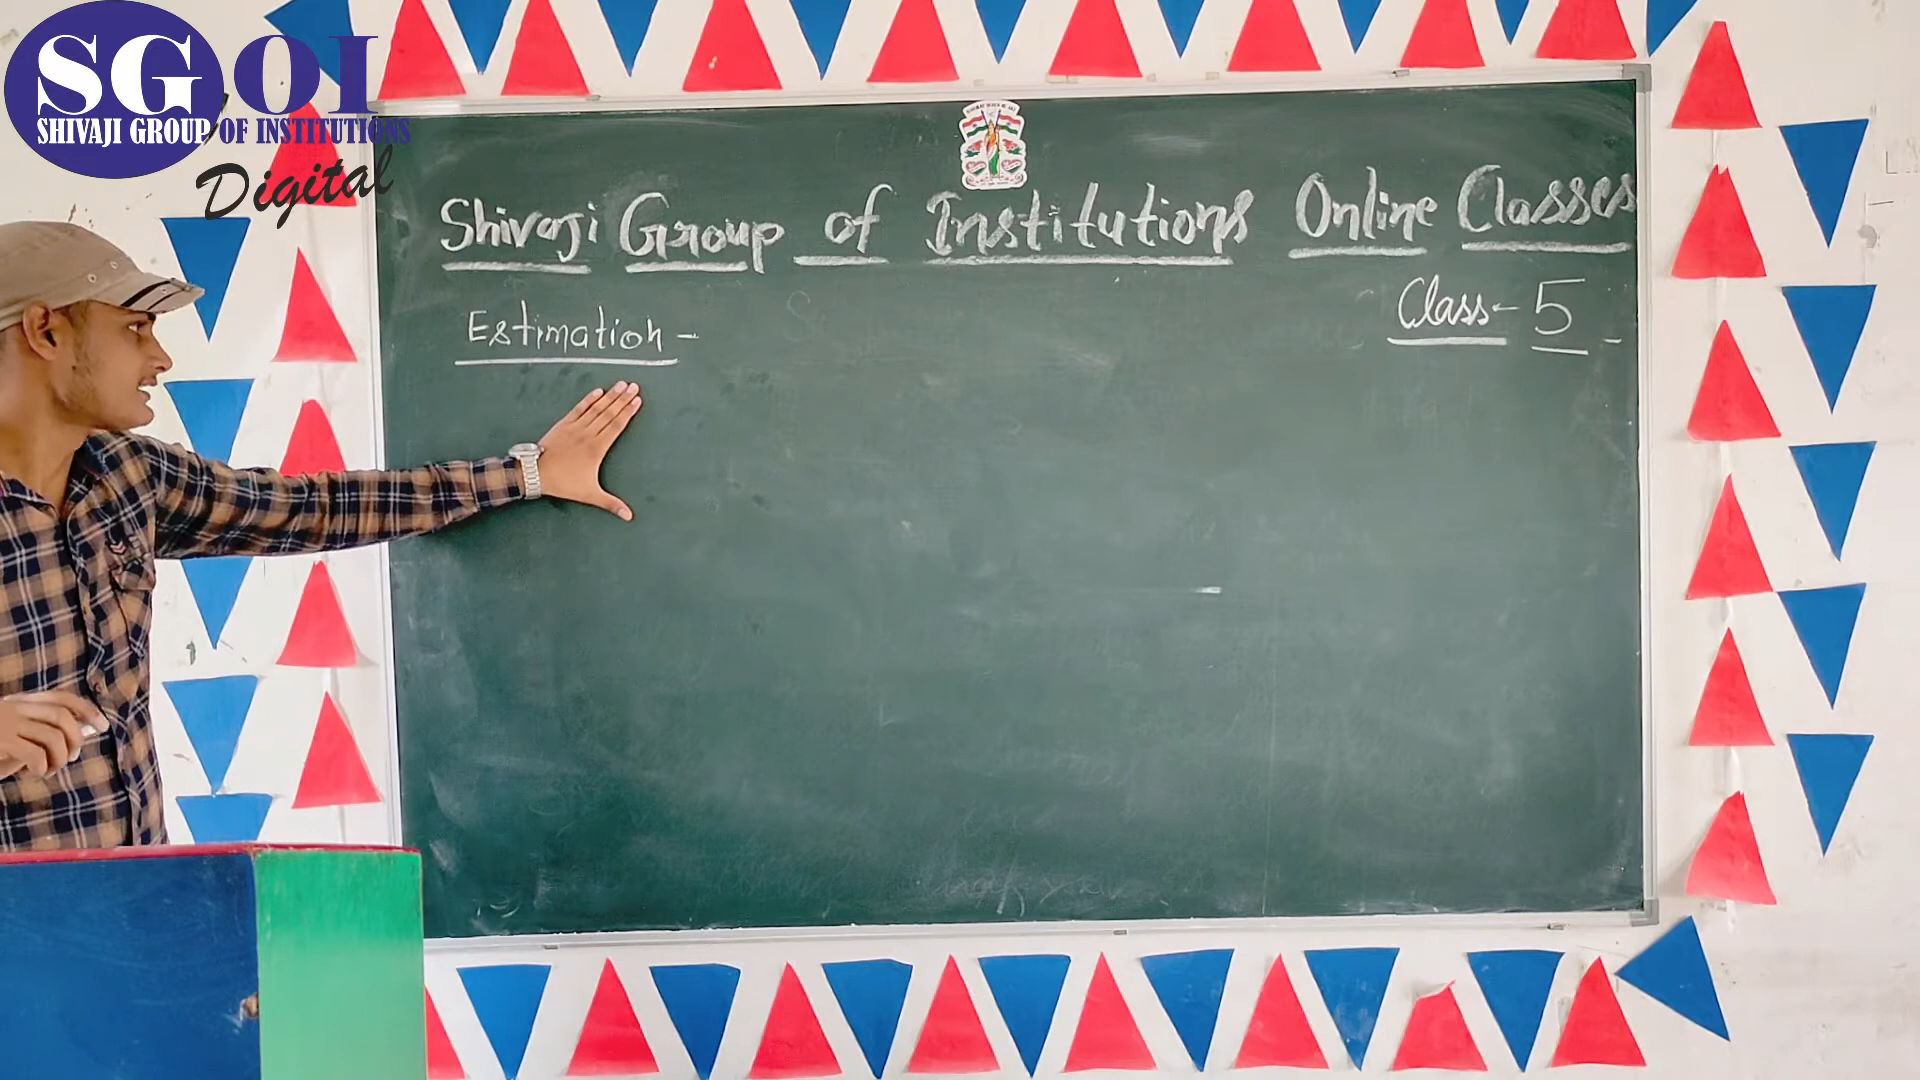 SGOI
SHIVAJI GROUP OF INSTITUTIONS
Digital
Shivaji Group of Institutions Online Classes
Class - 5 -
Estimation -